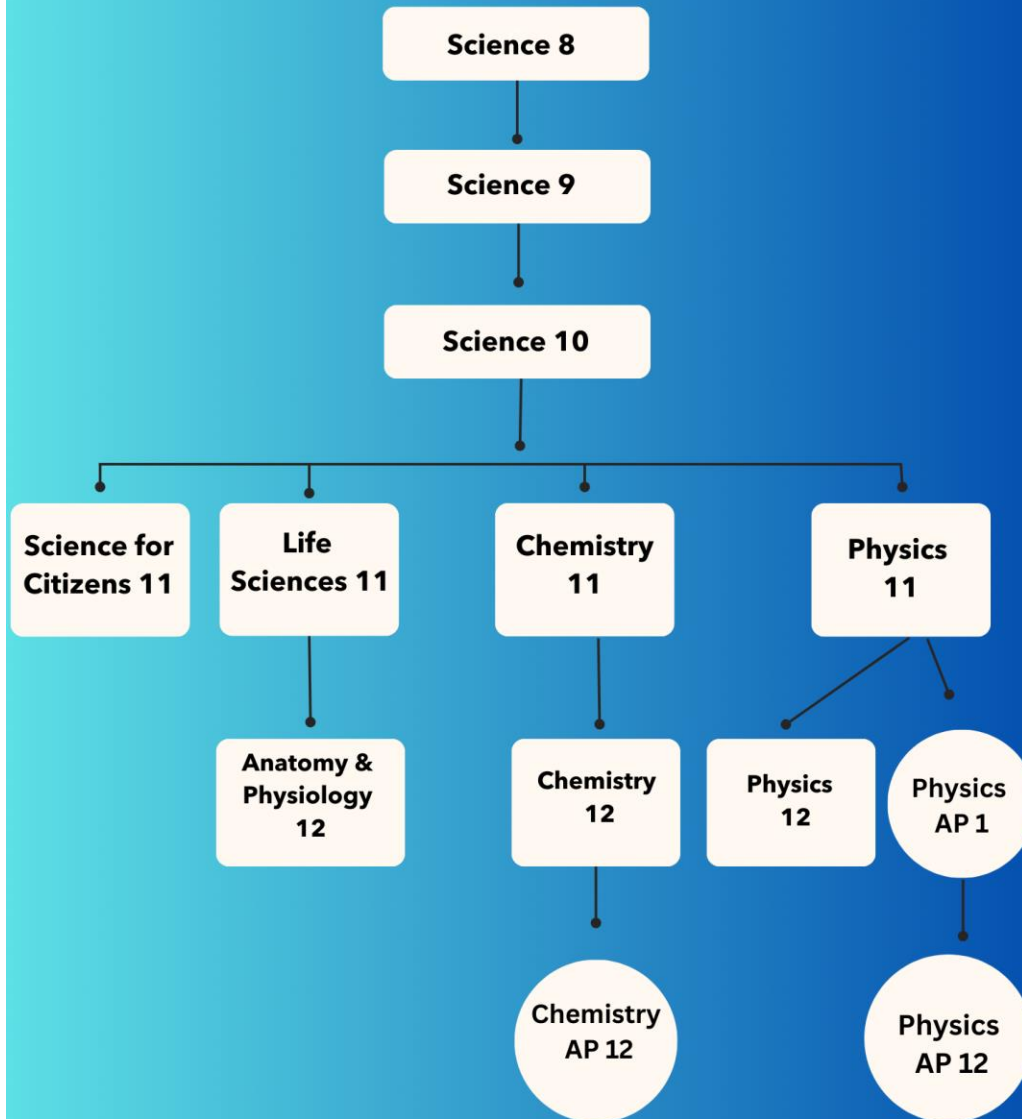 Science 8
Science 9
Science 10
Science for
Citizens 11
Life
Sciences 11
Chemistry
11
Physics
11
Anatomy &
Physiology
12
Chemistry
12
Physics
12
Physics
AP 1
Chemistry
AP 12
Physics
AP 12